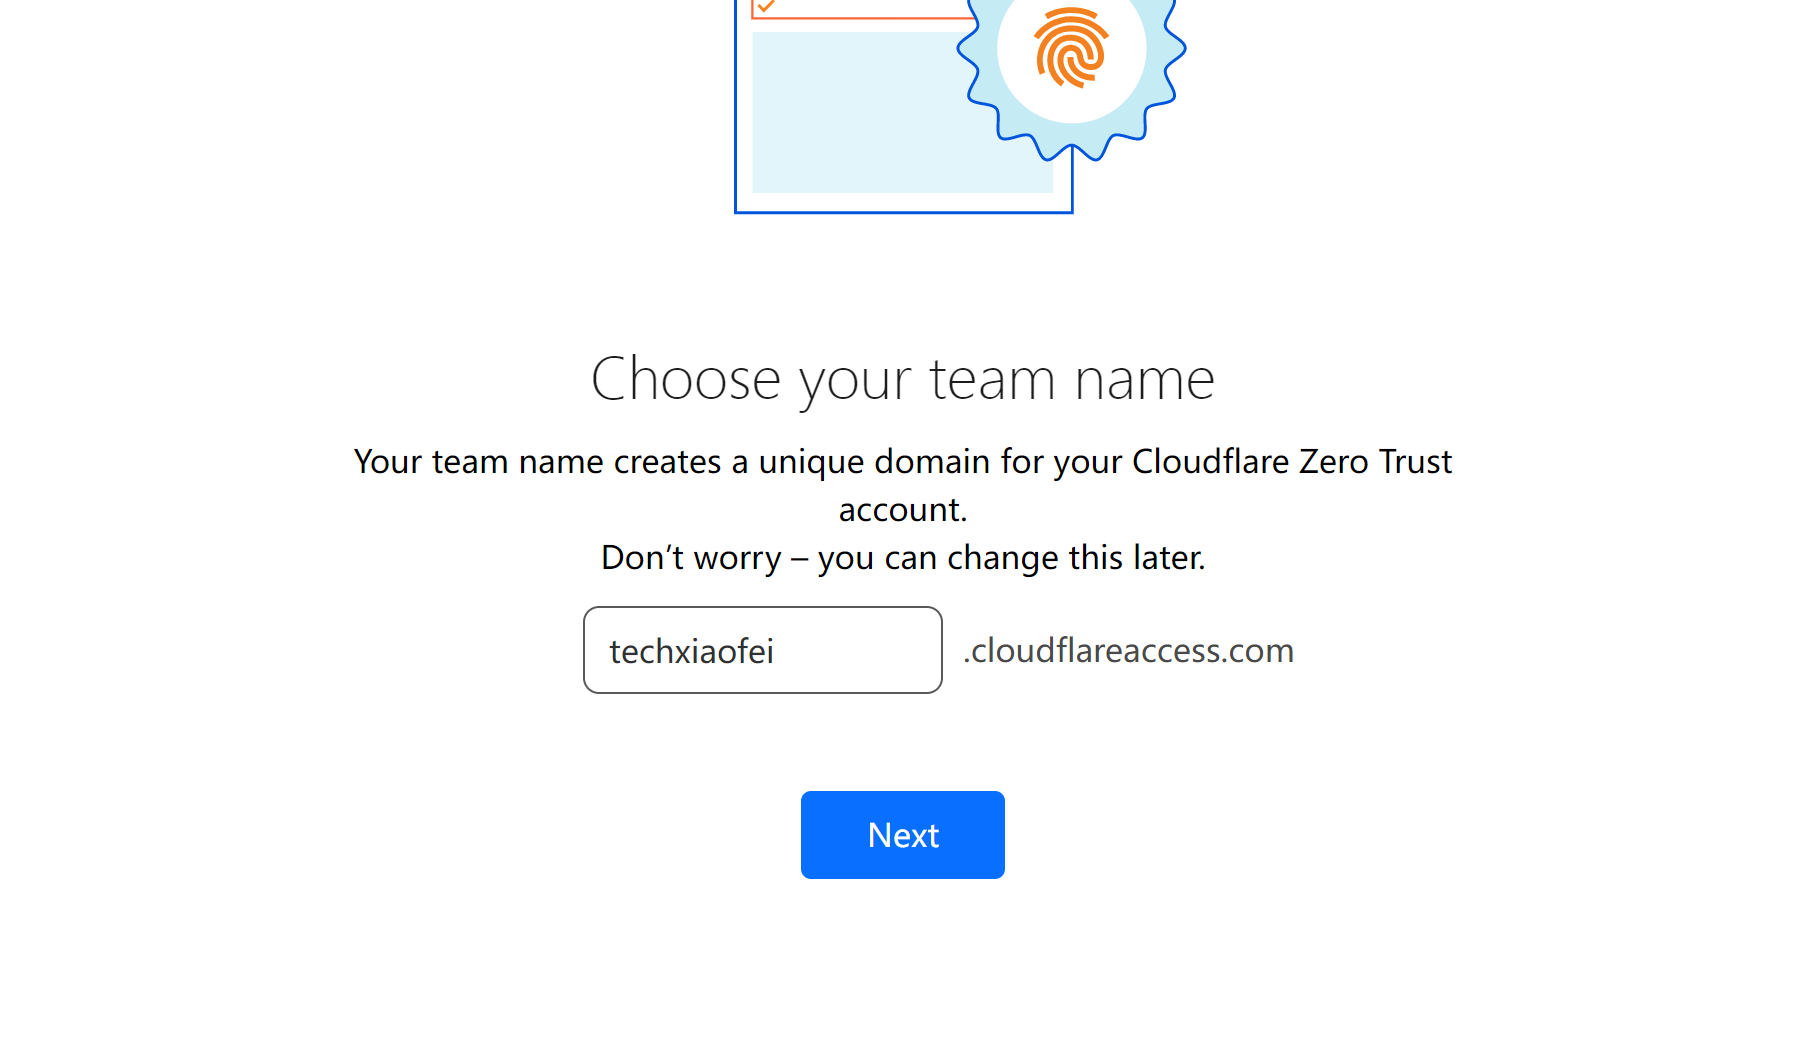 Choose your team name
Your team name creates a unique domain for your Cloudflare Zero Trust
account.
Don’t worry – you can change this later.
techxiaofei .cloudflareaccess.com
Next